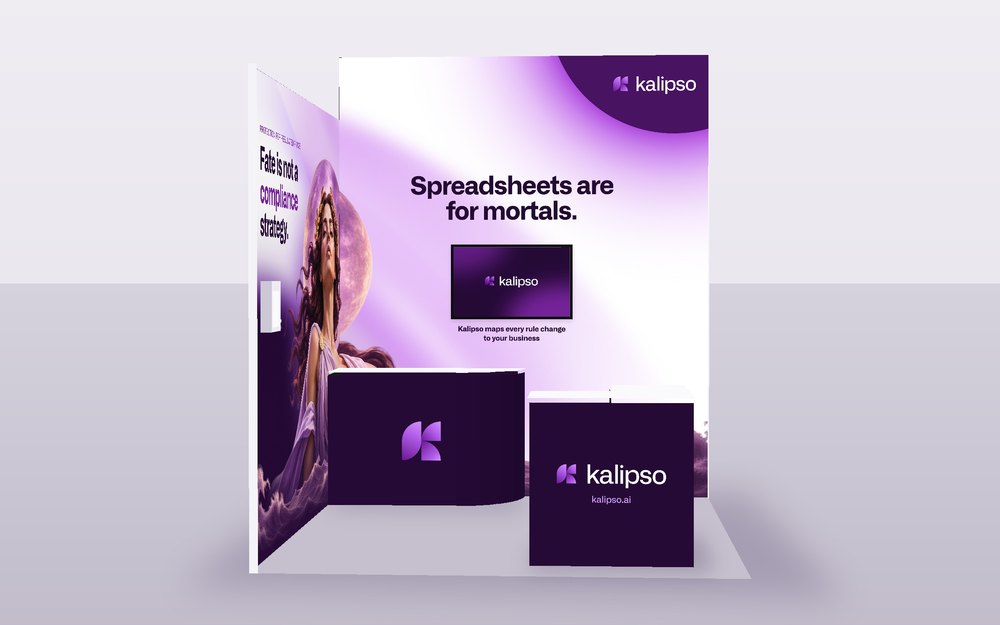 Fate is not a
compliance
strategy.
kalipso
Spreadsheets are
for mortals.
kalipso
Kalipso maps every rule change
to your business
kalipso
kalipso.ai